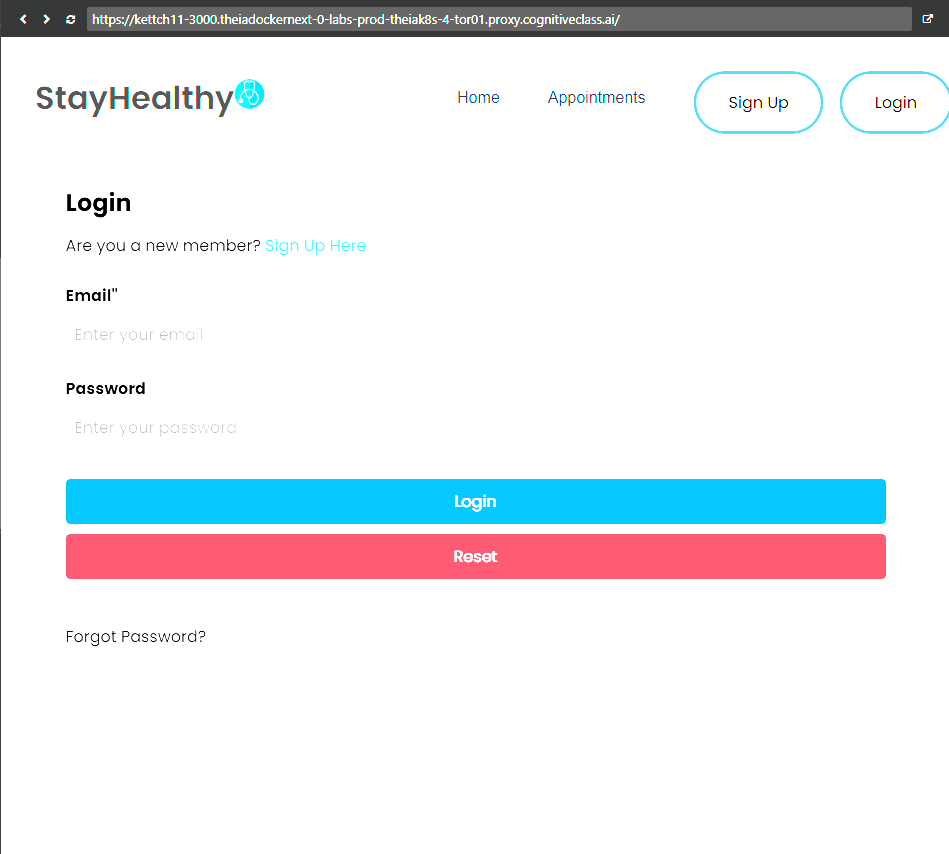 https://kettch11-3000.theiadockernext-0-labs-prod-theiak8s-4-tor01.proxy.cognitiveclass.ai/
StayHealthy Home Appointments Sign Up Login
Login
Are you a new member? Sign Up Here
Email"
Enter your email
Password
Enter your password
Login
Reset
Forgot Password?